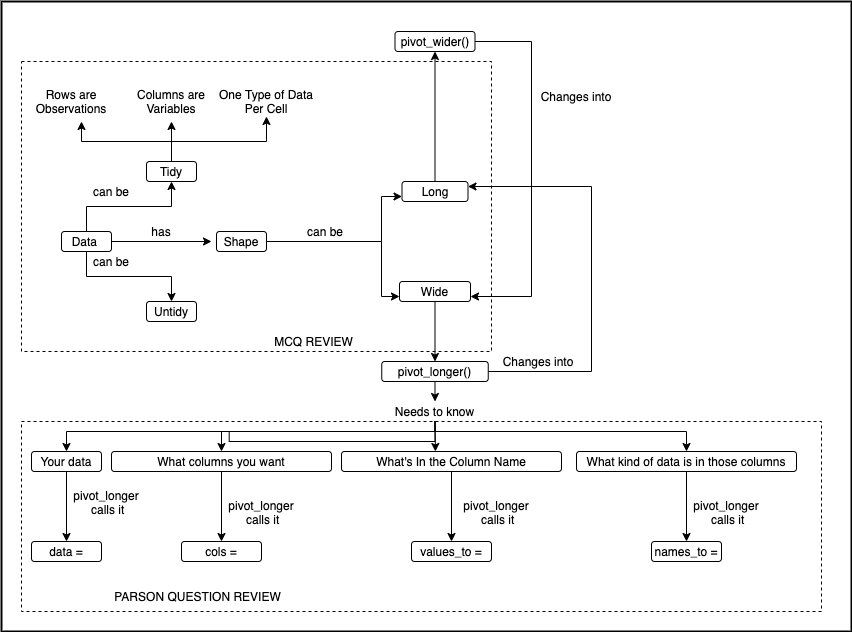 pivot_wider()
Changes into
Rows are
Observations
Columns are
Variables
One Type of Data
Per Cell
Tidy
can be
Long
Data
has
Shape
can be
can be
Wide
Untidy
MCQ REVIEW
pivot_longer()
Changes into
Needs to know
Your data
What columns you want
What's In the Column Name
What kind of data is in those columns
pivot_longer
calls it
pivot_longer
calls it
pivot_longer
calls it
pivot_longer
calls it
data =
cols =
values_to =
names_to =
PARSON QUESTION REVIEW